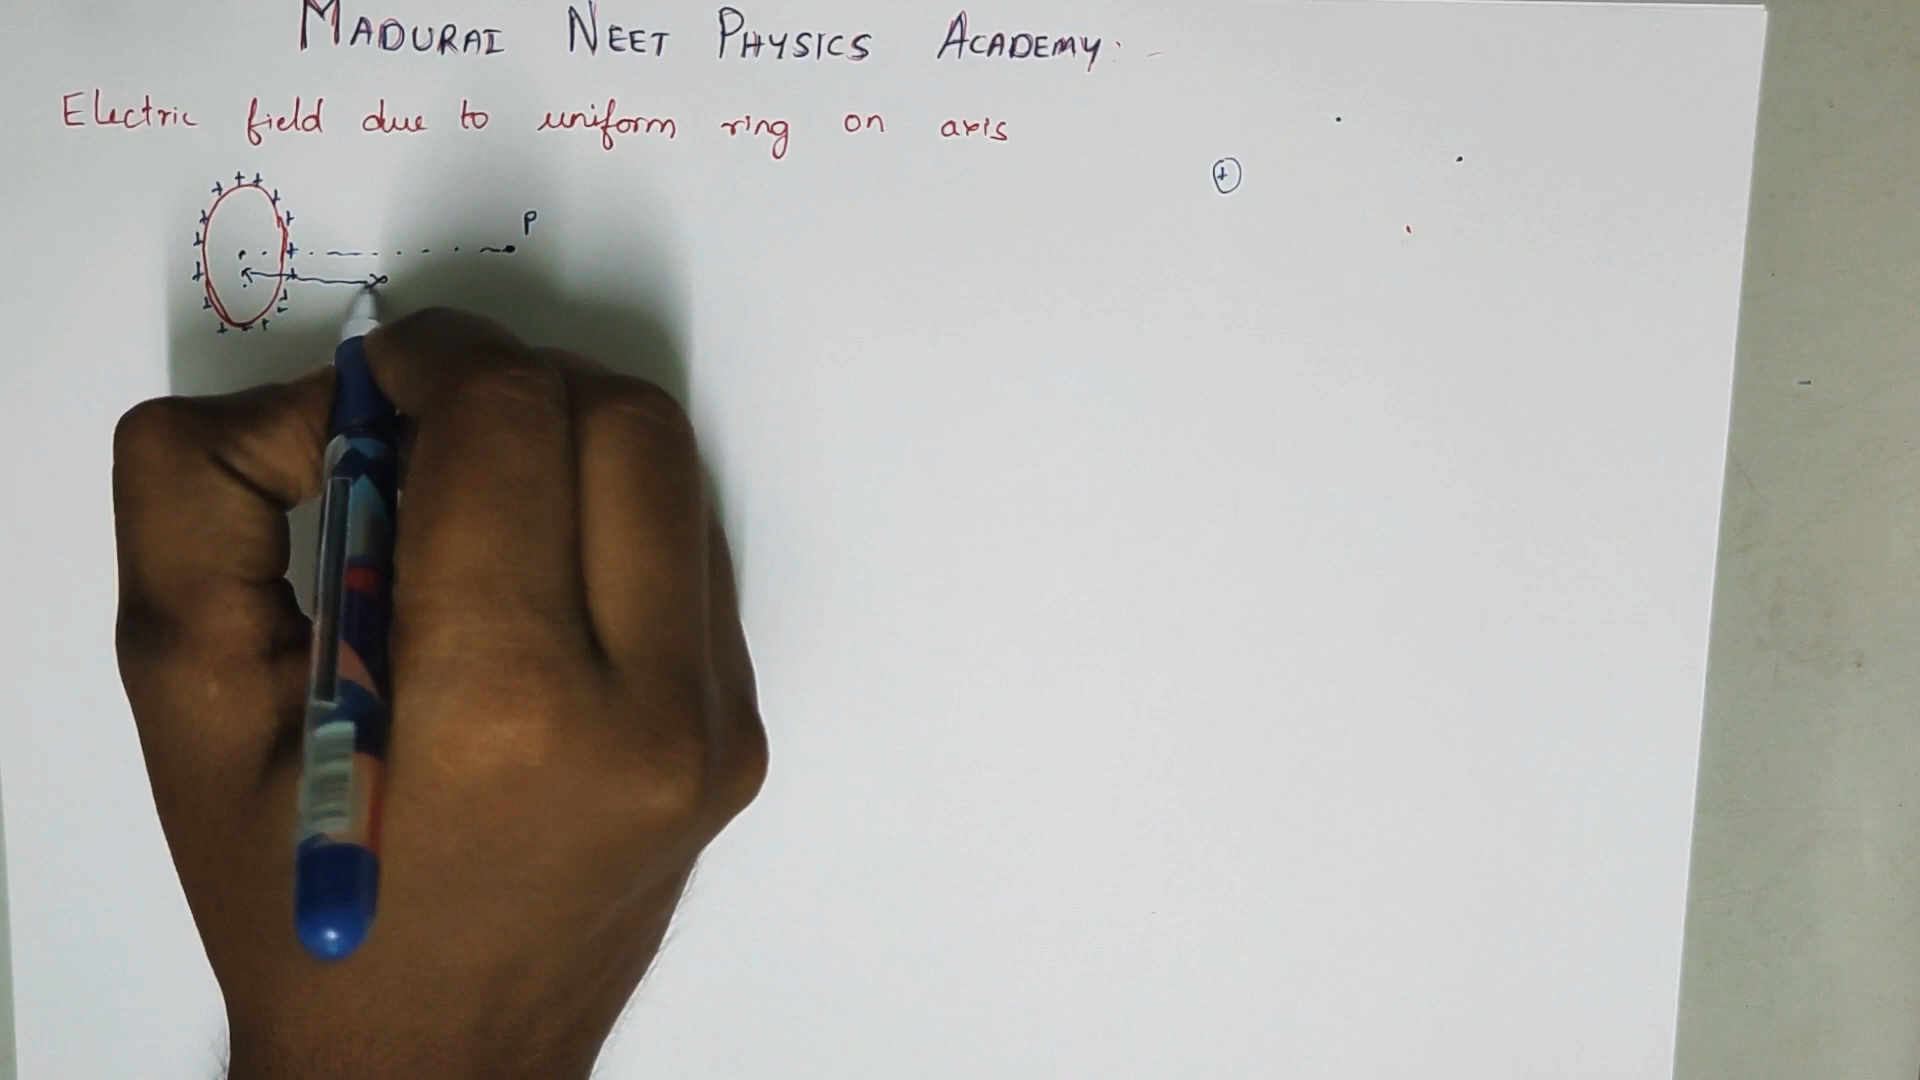 MADURAI NEET PHYSICS ACADEMY:-
Electric field due to uniform ring on axis
P
x